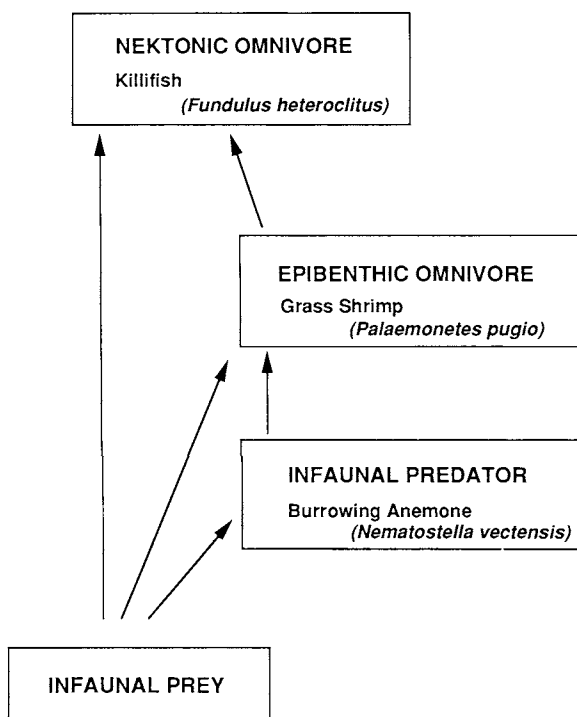 NEKTONIC OMNIVORE
Killifish
(Fundulus heteroclitus)
EPIBENTHIC OMNIVORE
Grass Shrimp
(Palaemonetes pugio)
INFAUNAL PREDATOR
Burrowing Anemone
(Nematostella vectensis)
INFAUNAL PREY